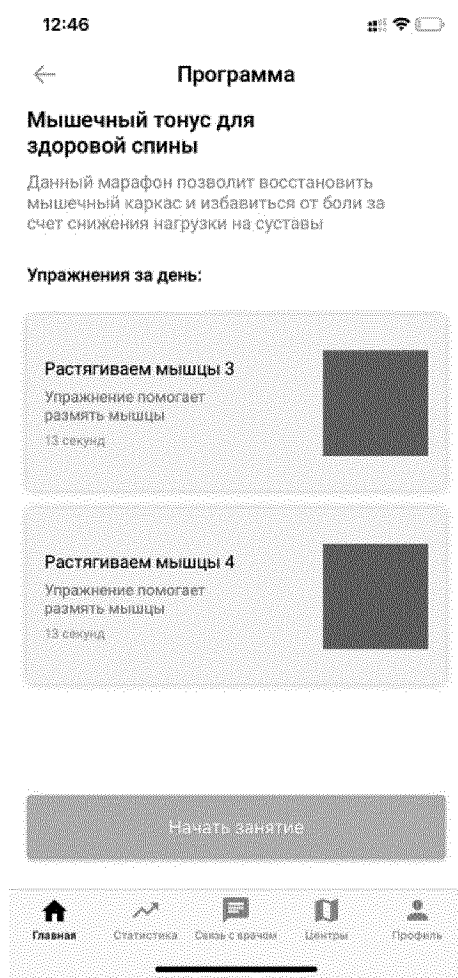 12:46
Программа
Мышечный тонус для
здоровой спины
Данный марафон позволит восстановить
мышечный каркас и избавиться от боли за
счет снижения нагрузки на суставы
Упражнения за день:
Растягиваем мышцы 3
Упражнение помогает
размять мышцы
13 секунд
Растягиваем мышцы 4
Упражнение помогает
размять мышцы
13 секунд
Начать занятие
Главная
Статистика
Связь с врачом
Центры
Профиль